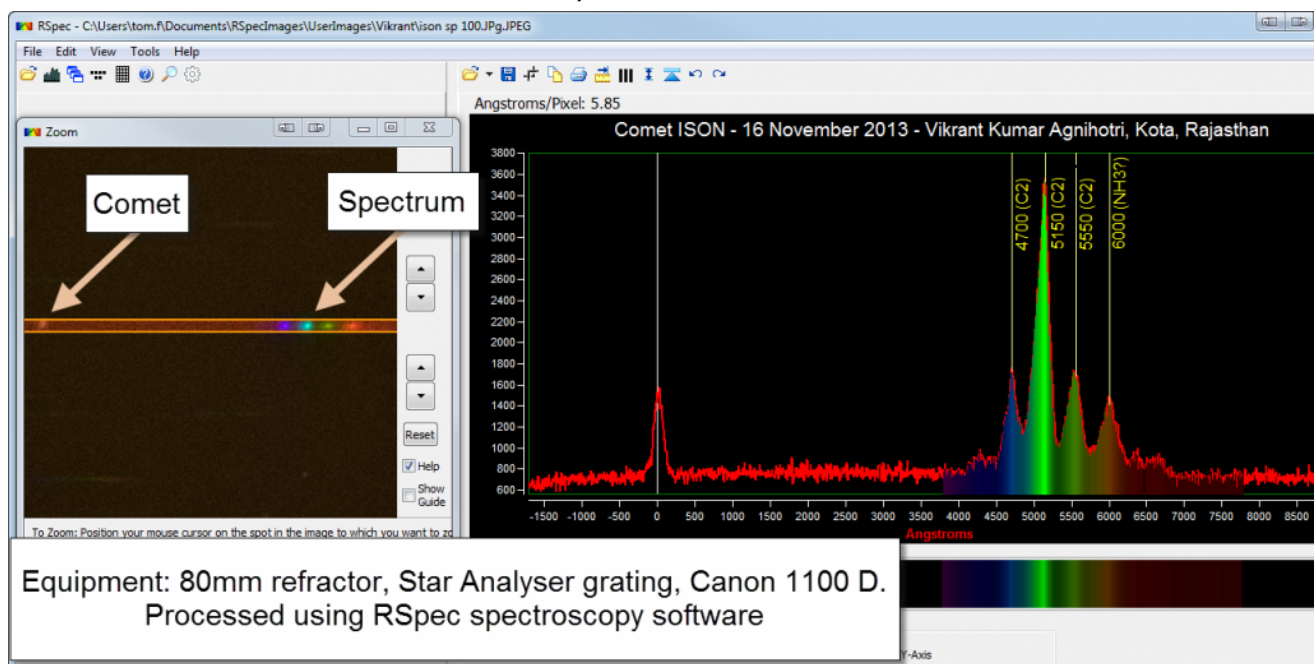 RSpec - C:\Users\tom.f\Documents\RSpecImages\UserImages\Vikrant\ison sp 100.JPg.JPEG
File Edit View Tools Help
Angstroms/Pixel: 5.85
Zoom
Comet ISON - 16 November 2013 - Vikrant Kumar Agnihotri, Kota, Rajasthan
Comet
Spectrum
3800
3600
3400
3200
3000
2800
2600
2400
2200
2000
1800
1600
1400
1200
1000
800
600
4700 (C2)
5150 (C2)
5550 (C2)
6000 (NH3?)
Reset
Help
Show
Guide
-1500 -1000 -500 0 500 1000 1500 2000 2500 3000 3500 4000 4500 5000 5500 6000 6500 7000 7500 8000 8500
Angstroms
To Zoom: Position your mouse cursor on the spot in the image to which you want to
Equipment: 80mm refractor, Star Analyser grating, Canon 1100 D.
Processed using RSpec spectroscopy software
Y-Axis